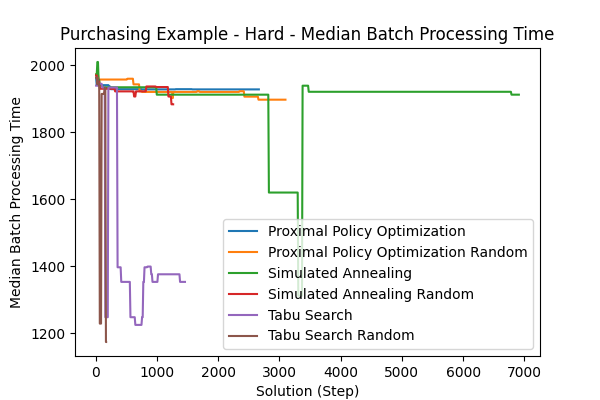 Purchasing Example - Hard - Median Batch Processing Time
Median Batch Processing Time
2000
1800
1600
1400
1200
Proximal Policy Optimization
Proximal Policy Optimization Random
Simulated Annealing
Simulated Annealing Random
Tabu Search
Tabu Search Random
0 1000 2000 3000 4000 5000 6000 7000
Solution (Step)